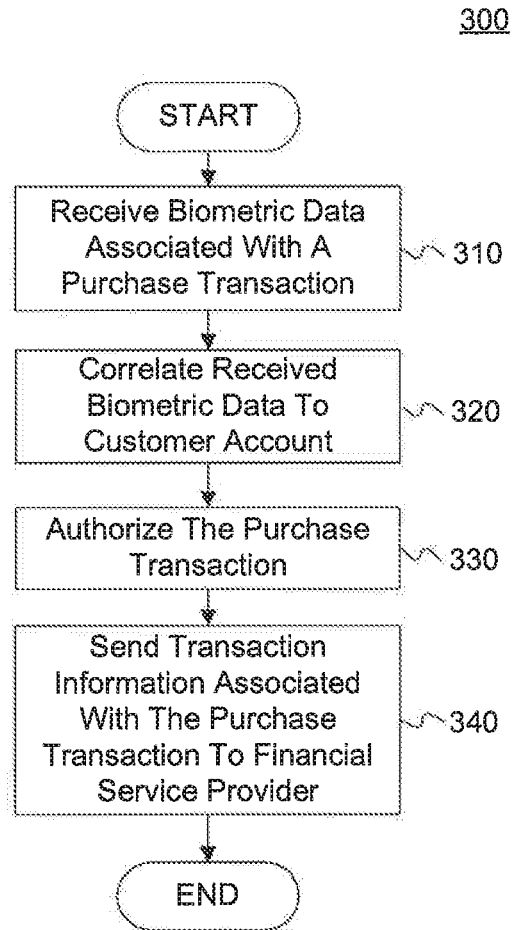 300
START
Receive Biometric Data
Associated With A
Purchase Transaction
310
Correlate Received
Biometric Data To
Customer Account
320
Authorize The Purchase
Transaction
330
Send Transaction
Information Associated
With The Purchase
Transaction To Financial
Service Provider
340
END